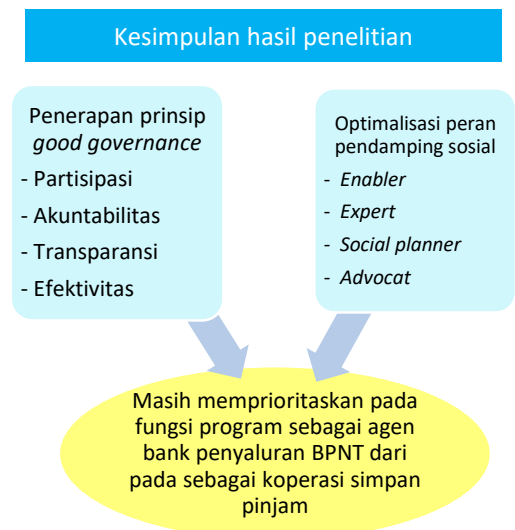 Kesimpulan hasil penelitian
Penerapan prinsip
good governance
- Partisipasi
- Akuntabilitas
- Transparansi
- Efektivitas
Optimalisasi peran
pendamping sosial
- Enabler
- Expert
- Social planner
- Advocat
Masih memprioritaskan pada
fungsi program sebagai agen
bank penyaluran BPNT dari
pada sebagai koperasi simpan
pinjam